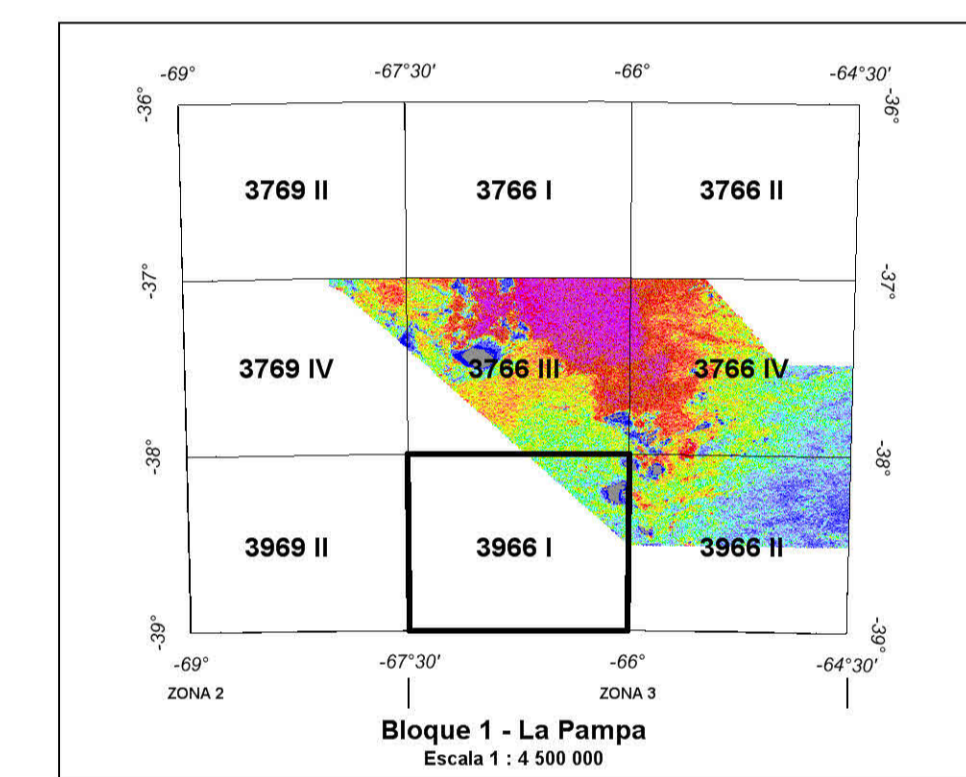 -69° -67°30' -66° -64°30'
-36° -36°
3769 II 3766 I 3766 II
-37° -37°
3769 IV 3766 III 3766 IV
-38° -38°
3969 II 3966 I 3966 II
-39° -39°
-69° -67°30' -66° -64°30'
ZONA 2 ZONA 3
Bloque 1 - La Pampa
Escala 1 : 4 500 000